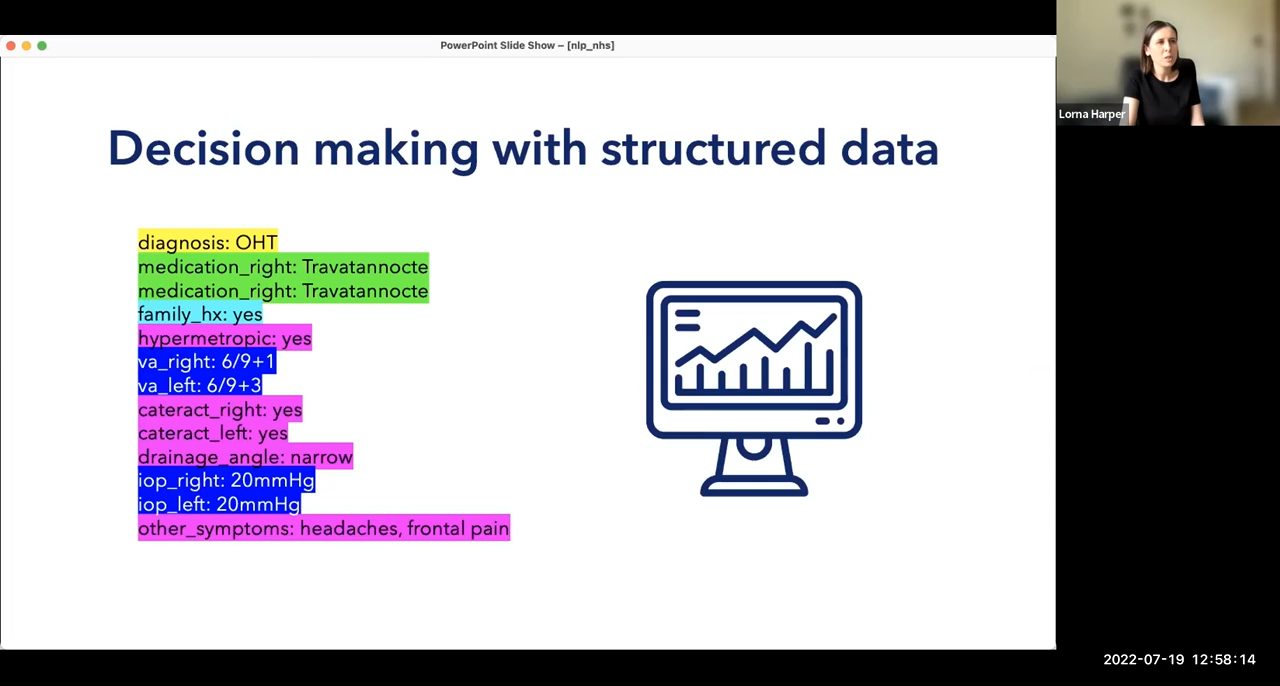 PowerPoint Slide Show – [nlp_nhs]
Lorna Harper
Decision making with structured data
diagnosis: OHT
medication_right: Travatannocte
medication_right: Travatannocte
family_hx: yes
hypermetropic: yes
va_right: 6/9+1
va_left: 6/9+3
cateract_right: yes
cateract_left: yes
drainage_angle: narrow
iop_right: 20mmHg
iop_left: 20mmHg
other_symptoms: headaches, frontal pain
2022-07-19 12:58:14